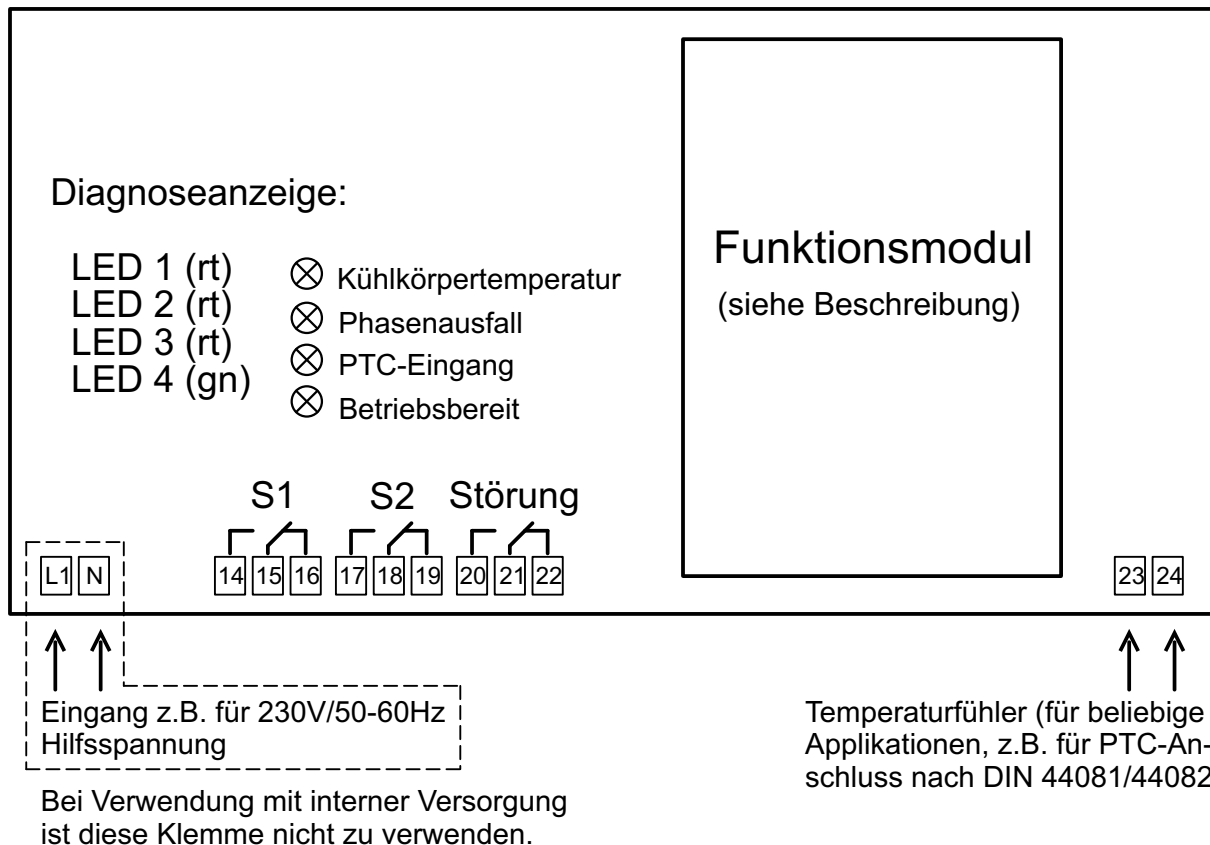 Diagnoseanzeige:
LED 1 (rt)
LED 2 (rt)
LED 3 (rt)
LED 4 (gn)
Kühlkörpertemperatur
Phasenausfall
PTC-Eingang
Betriebsbereit
Funktionsmodul
(siehe Beschreibung)
S1 S2 Störung
L1 N 14 15 16 17 18 19 20 21 22 23 24
Eingang z.B. für 230V/50-60Hz
Hilfsspannung
Bei Verwendung mit interner Versorgung
ist diese Klemme nicht zu verwenden.
Temperaturfühler (für beliebige
Applikationen, z.B. für PTC-An-
schluss nach DIN 44081/44082